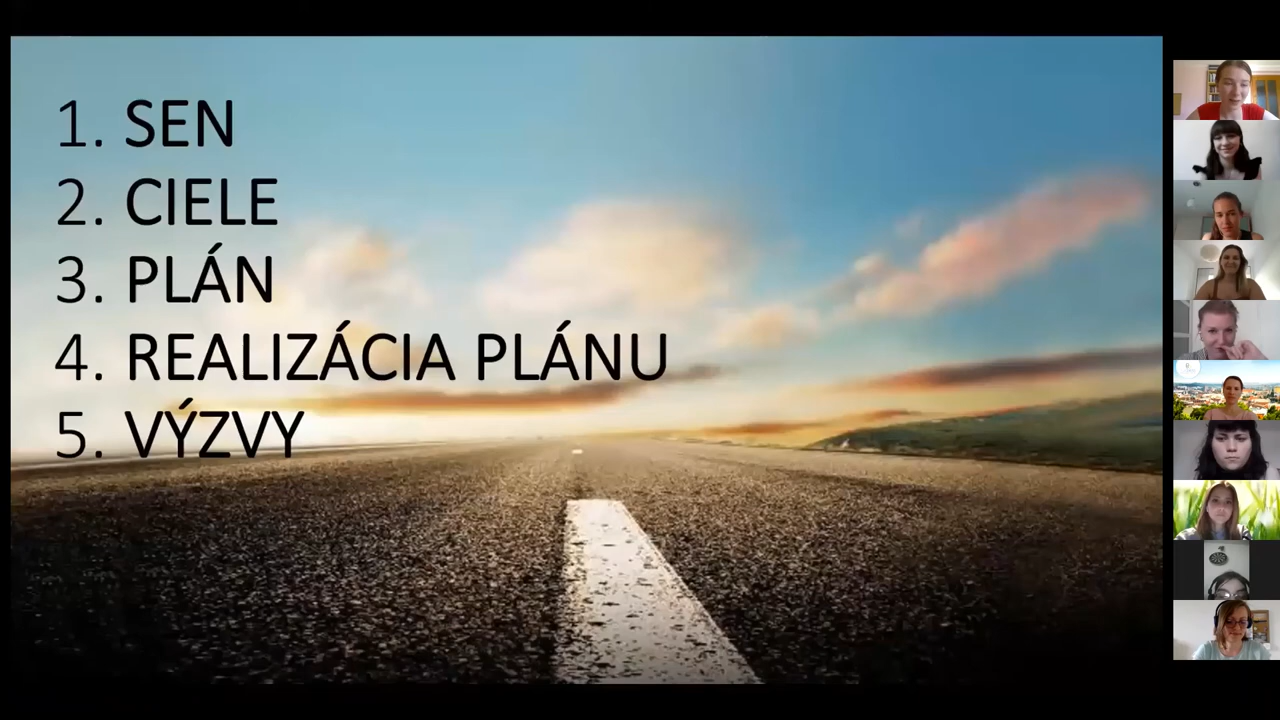 1. SEN
2. CIELE
3. PLÁN
4. REALIZÁCIA PLÁNU
5. VÝZVY